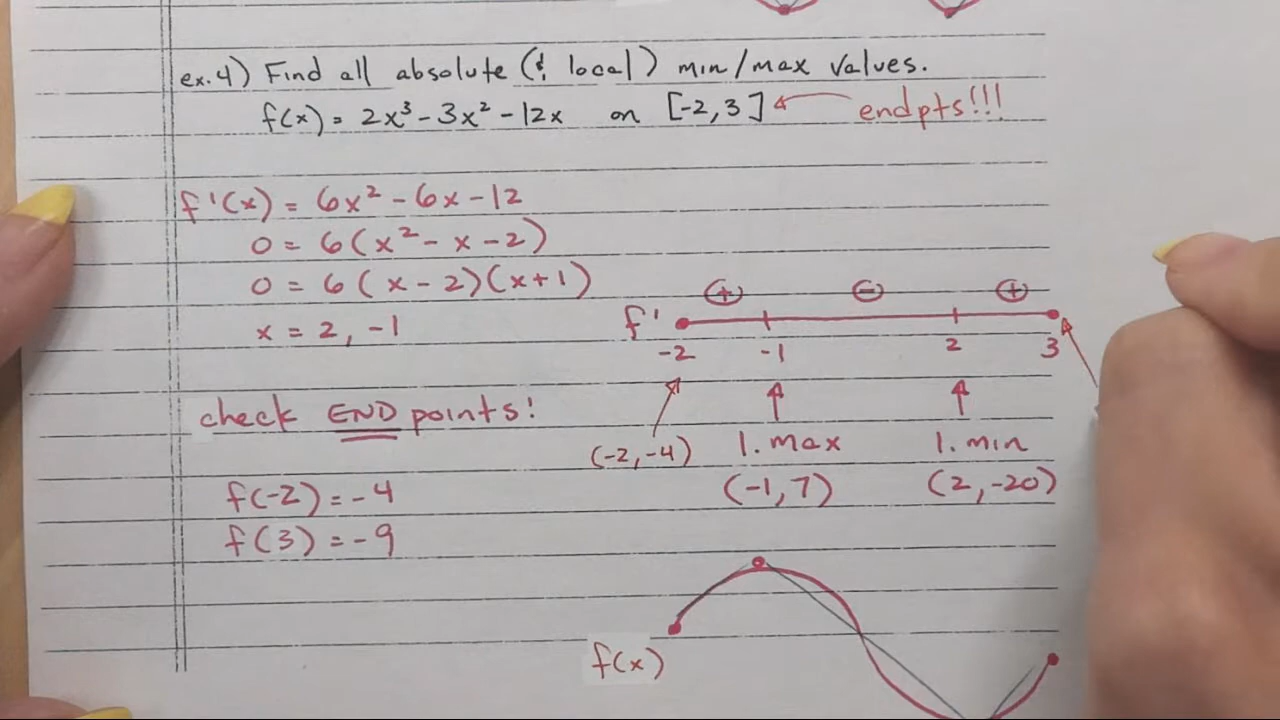 ex.4) Find all absolute (& local) min/max values.
f(x) = 2x³ - 3x² - 12x on [-2,3] endpts!!!
f'(x) = 6x² - 6x - 12
0 = 6(x² - x - 2)
0 = 6(x - 2)(x+1)
x = 2, -1
+ - +
f'
-2 -1 2 3
check END points!
(-2,-4) l. max l. min
(-1,7) (2,-20)
f(-2) = -4
f(3) = -9
f(x)